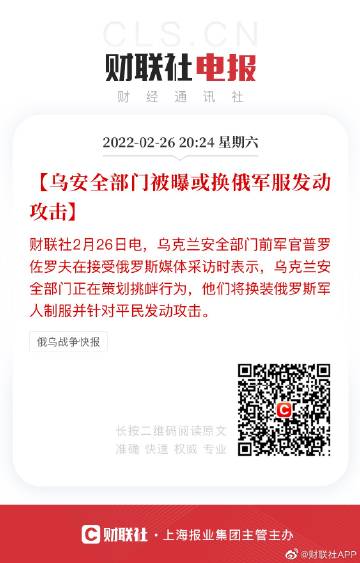 CLS.CN
财联社电报
财经通讯社
2022-02-26 20:24 星期六
【乌安全部门被曝或换俄军服发动
攻击】
财联社2月26日电，乌克兰安全部门前军官普罗
佐罗夫在接受俄罗斯媒体采访时表示，乌克兰安
全部门正在策划挑衅行为，他们将换装俄罗斯军
人制服并针对平民发动攻击。
俄乌战争快报
长按二维码阅读原文
准确 快速 权威 专业
财联社·上海报业集团主管主办
@财联社APP